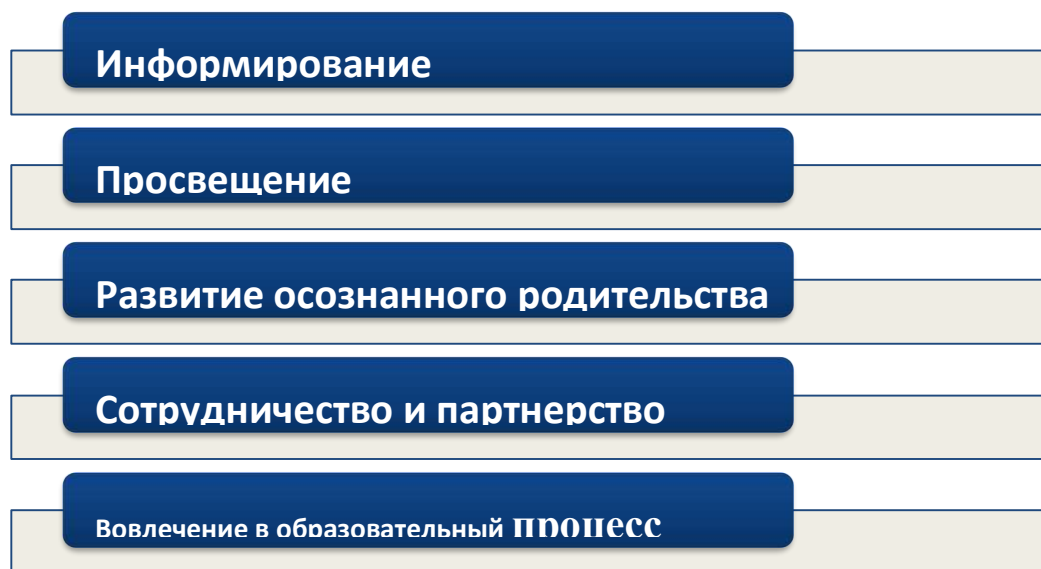 Информирование
Просвещение
Развитие осознанного родительства
Сотрудничество и партнерство
Вовлечение в образовательный процесс